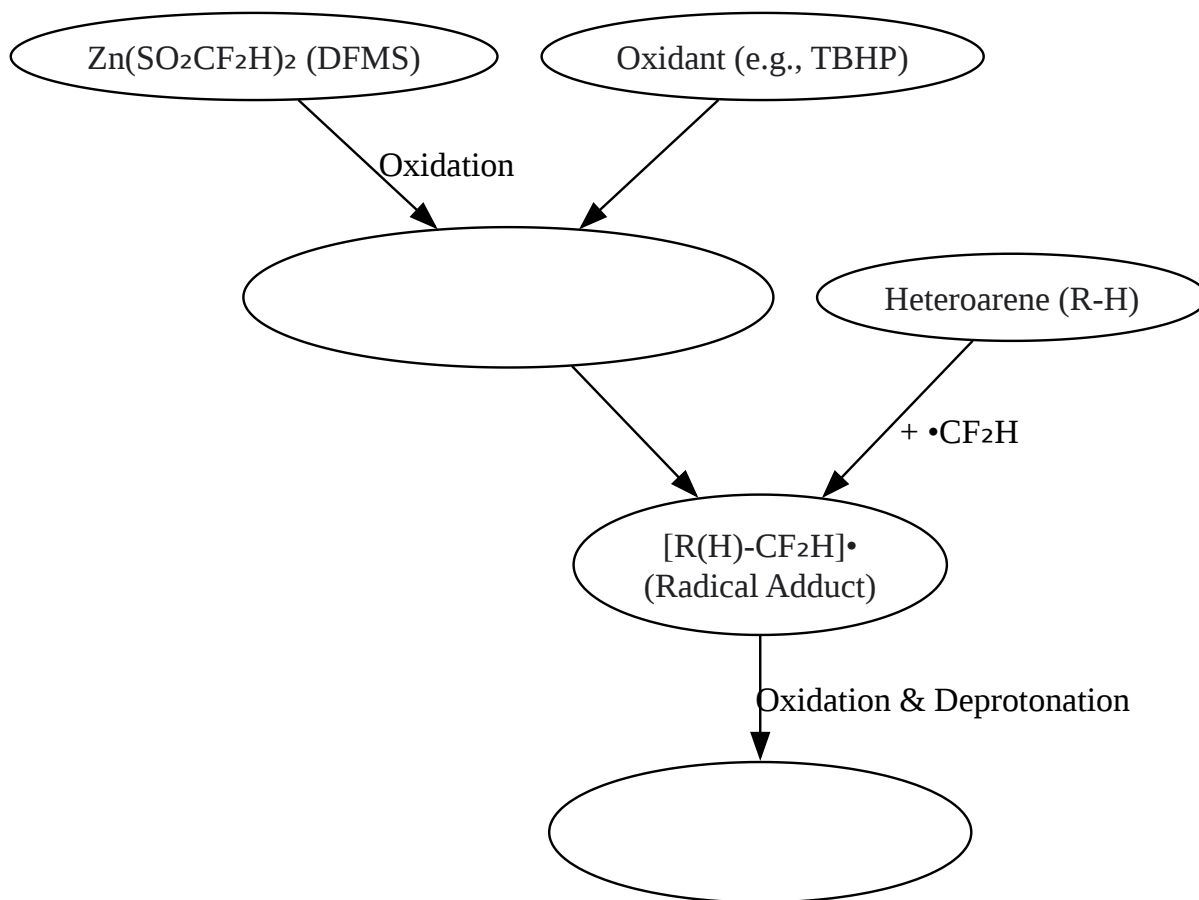 Zn(SO₂CF₂H)₂ (DFMS)
Oxidant (e.g., TBHP)
Oxidation
Heteroarene (R-H)
+ •CF₂H
[R(H)-CF₂H]•
(Radical Adduct)
Oxidation & Deprotonation